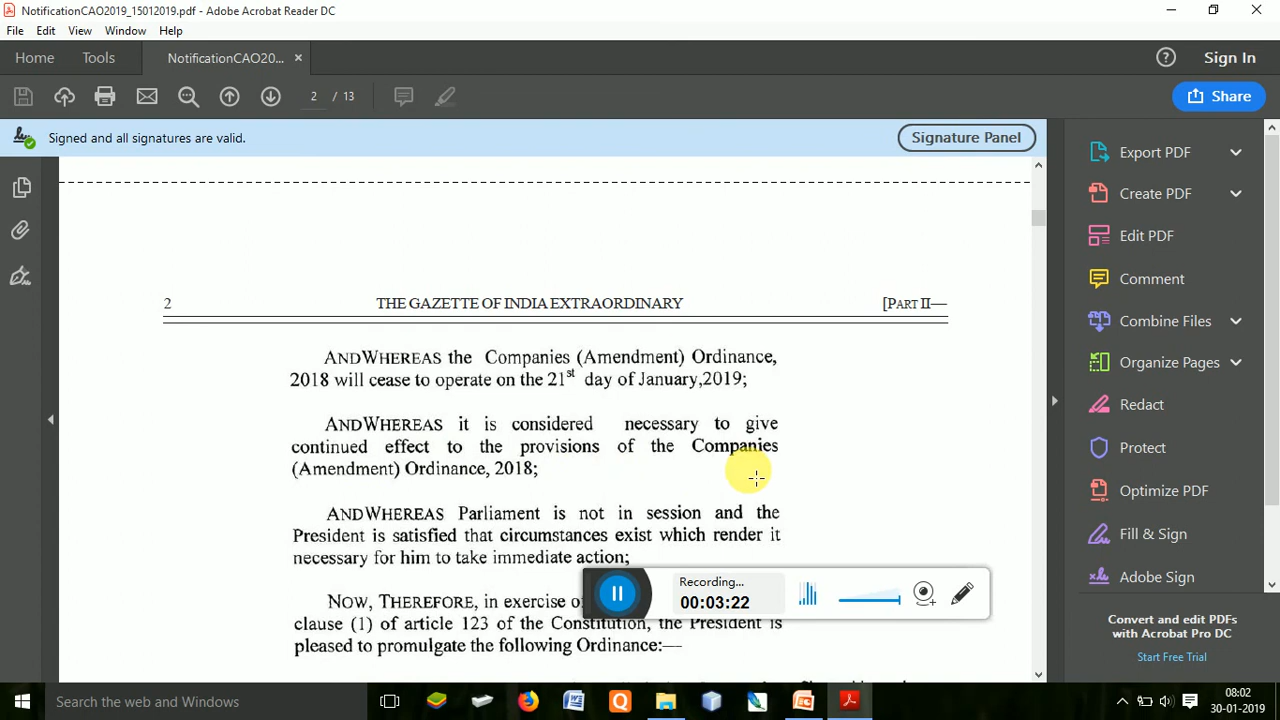 NotificationCAO2019_15012019.pdf - Adobe Acrobat Reader DC
File Edit View Window Help
Home Tools NotificationCAO20... × Sign In
2 / 13 Share
Signed and all signatures are valid. Signature Panel
2 THE GAZETTE OF INDIA EXTRAORDINARY [PART II—
AND WHEREAS the Companies (Amendment) Ordinance,
2018 will cease to operate on the 21st day of January,2019;
AND WHEREAS it is considered necessary to give
continued effect to the provisions of the Companies
(Amendment) Ordinance, 2018;
AND WHEREAS Parliament is not in session and the
President is satisfied that circumstances exist which render it
necessary for him to take immediate action;
NOW, THEREFORE, in exercise of
clause (1) of article 123 of the Constitution, the President is
pleased to promulgate the following Ordinance:—
Recording...
00:03:22
Export PDF
Create PDF
Edit PDF
Comment
Combine Files
Organize Pages
Redact
Protect
Optimize PDF
Fill & Sign
Adobe Sign
Convert and edit PDFs
with Acrobat Pro DC
Start Free Trial
Search the web and Windows
08:02
30-01-2019